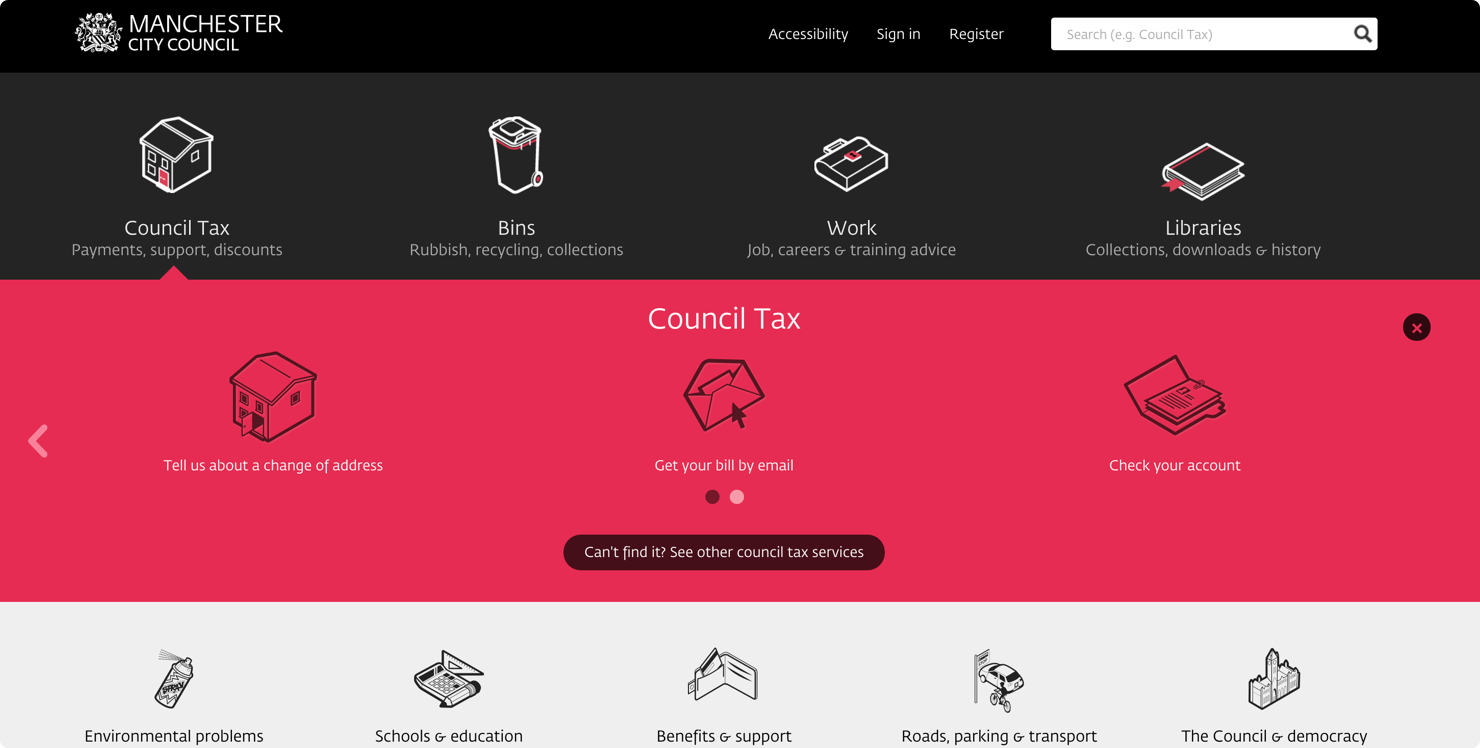 MANCHESTER
CITY COUNCIL
Accessibility
Sign in
Register
Search (e.g. Council Tax)
Council Tax
Payments, support, discounts
Bins
Rubbish, recycling, collections
Work
Job, careers & training advice
Libraries
Collections, downloads & history
Council Tax
Tell us about a change of address
Get your bill by email
Check your account
Can't find it? See other council tax services
Environmental problems
Schools & education
Benefits & support
Roads, parking & transport
The Council & democracy